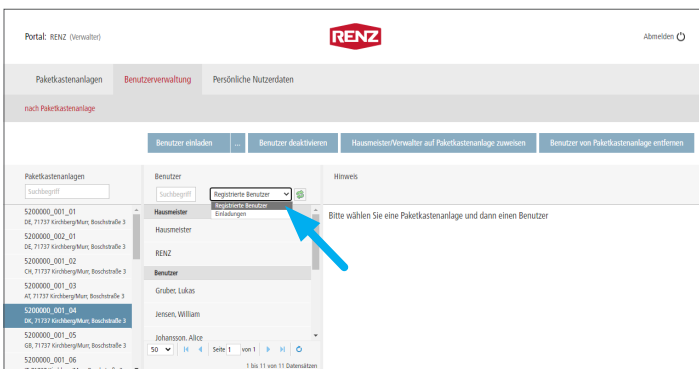 Portal: RENZ (Verwalter)
RENZ
Abmelden
Paketkastenanlagen
Benutzerverwaltung
Persönliche Nutzerdaten
nach Paketkastenanlage
Benutzer einladen
...
Benutzer deaktivieren
Hausmeister/Verwalter auf Paketkastenanlage zuweisen
Benutzer von Paketkastenanlage entfernen
Paketkastenanlagen
Suchbegriff
5200000_001_01
DE, 71737 Kirchberg/Murr, Boschstraße 3
5200000_002_01
DE, 71737 Kirchberg/Murr, Boschstraße 3
5200000_001_02
CH, 71737 Kirchberg/Murr, Boschstraße 3
5200000_001_03
AT, 71737 Kirchberg/Murr, Boschstraße 3
5200000_001_04
DK, 71737 Kirchberg/Murr, Boschstraße 3
5200000_001_05
GB, 71737 Kirchberg/Murr, Boschstraße 3
5200000_001_06
Benutzer
Suchbegriff
Registrierte Benutzer
Registrierte Benutzer
Einladungen
Hausmeister
Hausmeister
RENZ
Benutzer
Gruber, Lukas
Jensen, William
Johansson, Alice
50
Seite 1 von 1
1 bis 11 von 11 Datensätzen
Hinweis
Bitte wählen Sie eine Paketkastenanlage und dann einen Benutzer